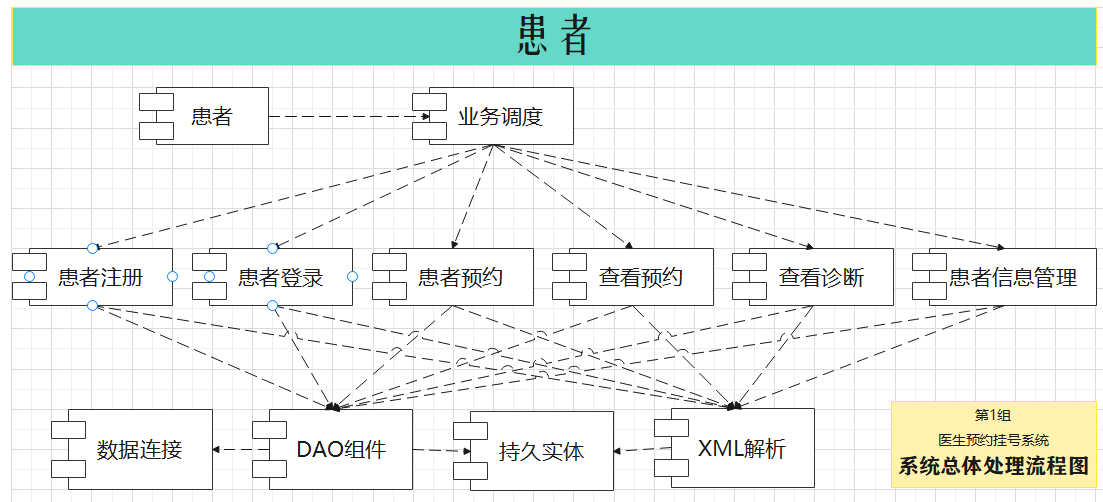 患者
患者
业务调度
患者注册
患者登录
患者预约
查看预约
查看诊断
患者信息管理
数据连接
DAO组件
持久实体
XML解析
第1组
医生预约挂号系统
系统总体处理流程图